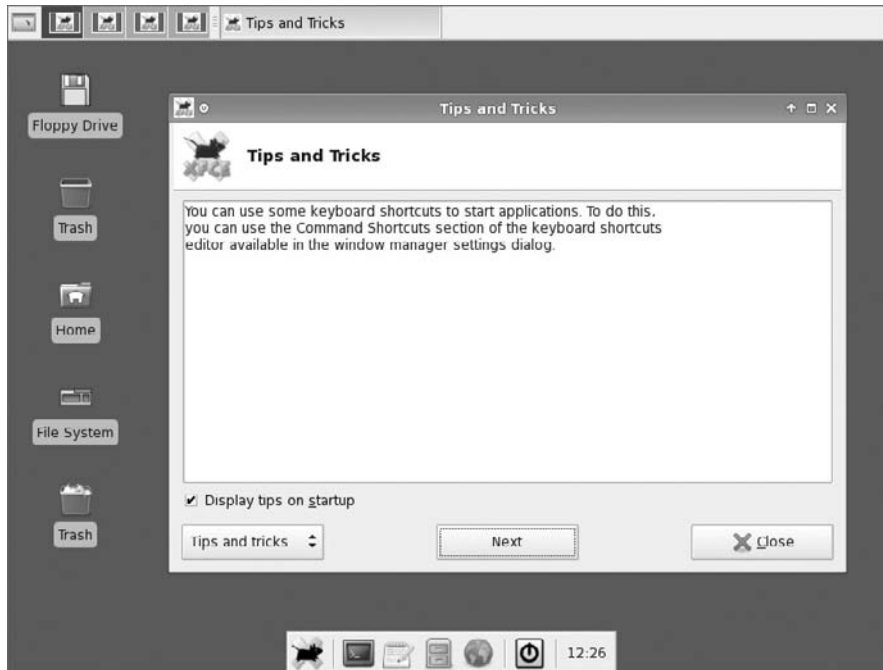 Tips and Tricks
Floppy Drive
Trash
Home
File System
Trash
Tips and Tricks
XFCE
Tips and Tricks
You can use some keyboard shortcuts to start applications. To do this,
you can use the Command Shortcuts section of the keyboard shortcuts
editor available in the window manager settings dialog.
Display tips on startup
Tips and tricks
Next
Close
12:26